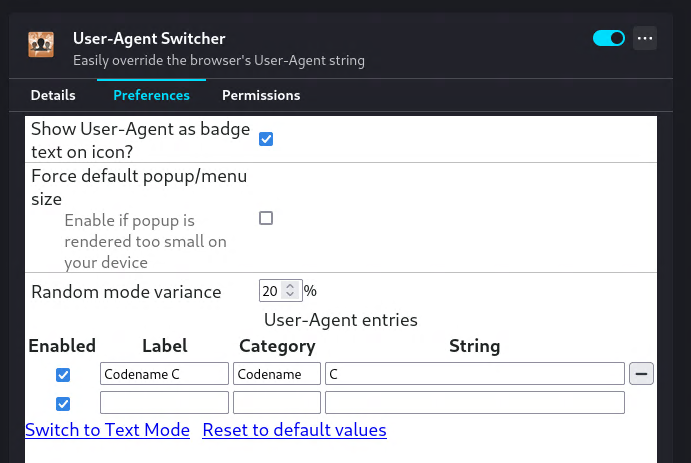 User-Agent Switcher
Easily override the browser's User-Agent string
Details Preferences Permissions
Show User-Agent as badge
text on icon?
Force default popup/menu
size
Enable if popup is
rendered too small on
your device
Random mode variance 20 %
User-Agent entries
Enabled Label Category String
Codename C Codename C
Switch to Text Mode Reset to default values